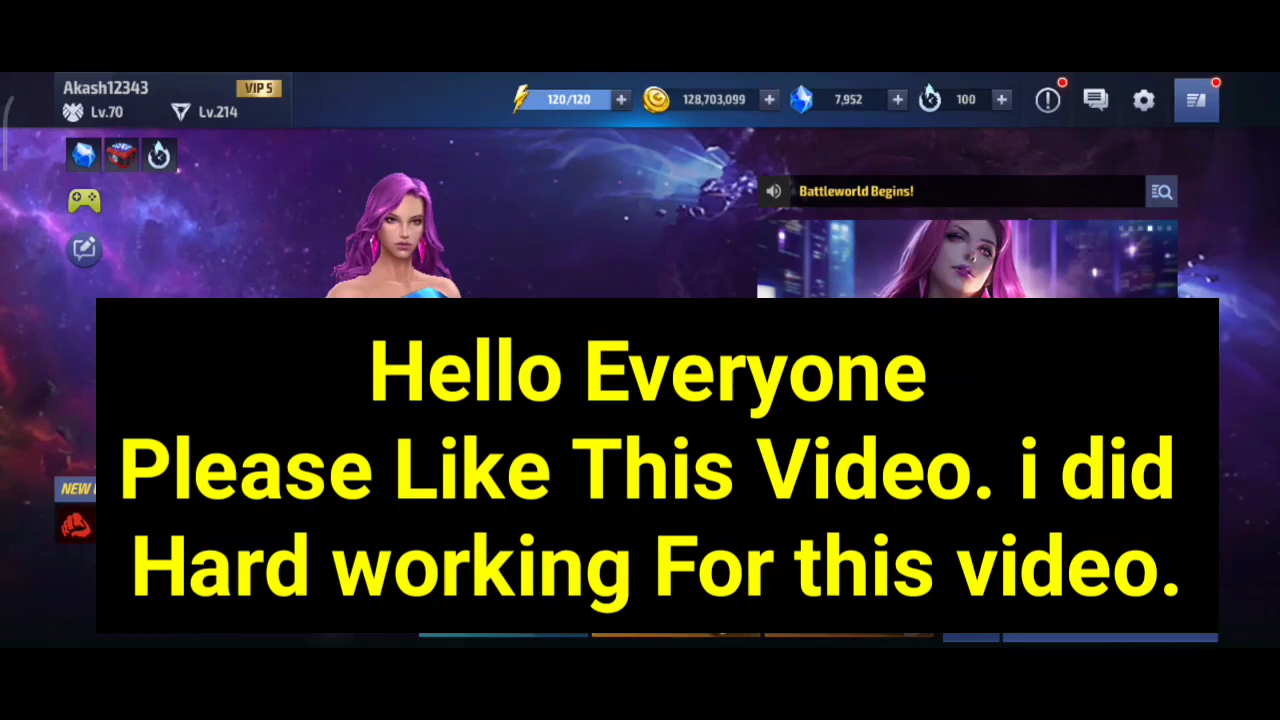 Akash12343 VIP 5
Lv.70 Lv.214
120/120 128,703,099 7,952 100
Battleworld Begins!
Hello Everyone
Please Like This Video. i did
Hard working For this video.
NEW